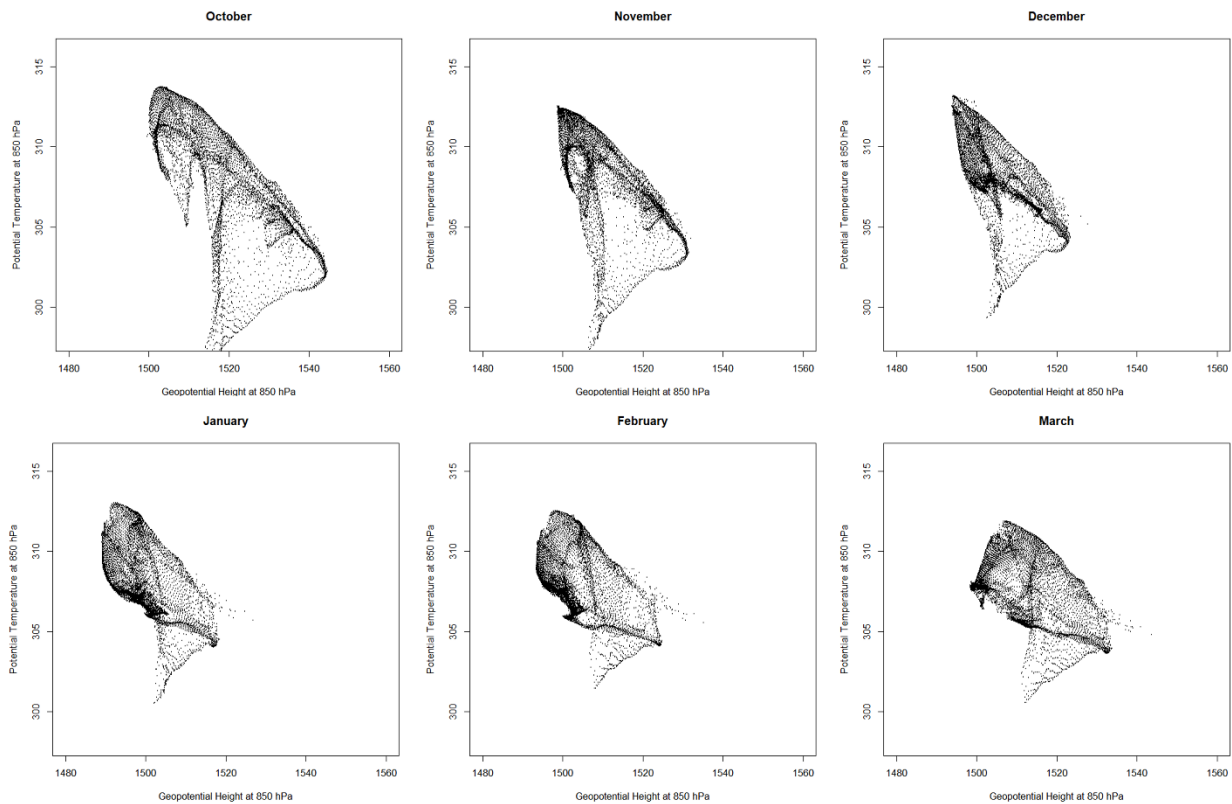 October
November
December
315
310
305
300
Potential Temperature at 850 hPa
1480 1500 1520 1540 1560
Geopotential Height at 850 hPa
315
310
305
300
Potential Temperature at 850 hPa
1480 1500 1520 1540 1560
Geopotential Height at 850 hPa
315
310
305
300
Potential Temperature at 850 hPa
1480 1500 1520 1540 1560
Geopotential Height at 850 hPa
January
February
March
315
310
305
300
Potential Temperature at 850 hPa
1480 1500 1520 1540 1560
Geopotential Height at 850 hPa
315
310
305
300
Potential Temperature at 850 hPa
1480 1500 1520 1540 1560
Geopotential Height at 850 hPa
315
310
305
300
Potential Temperature at 850 hPa
1480 1500 1520 1540 1560
Geopotential Height at 850 hPa